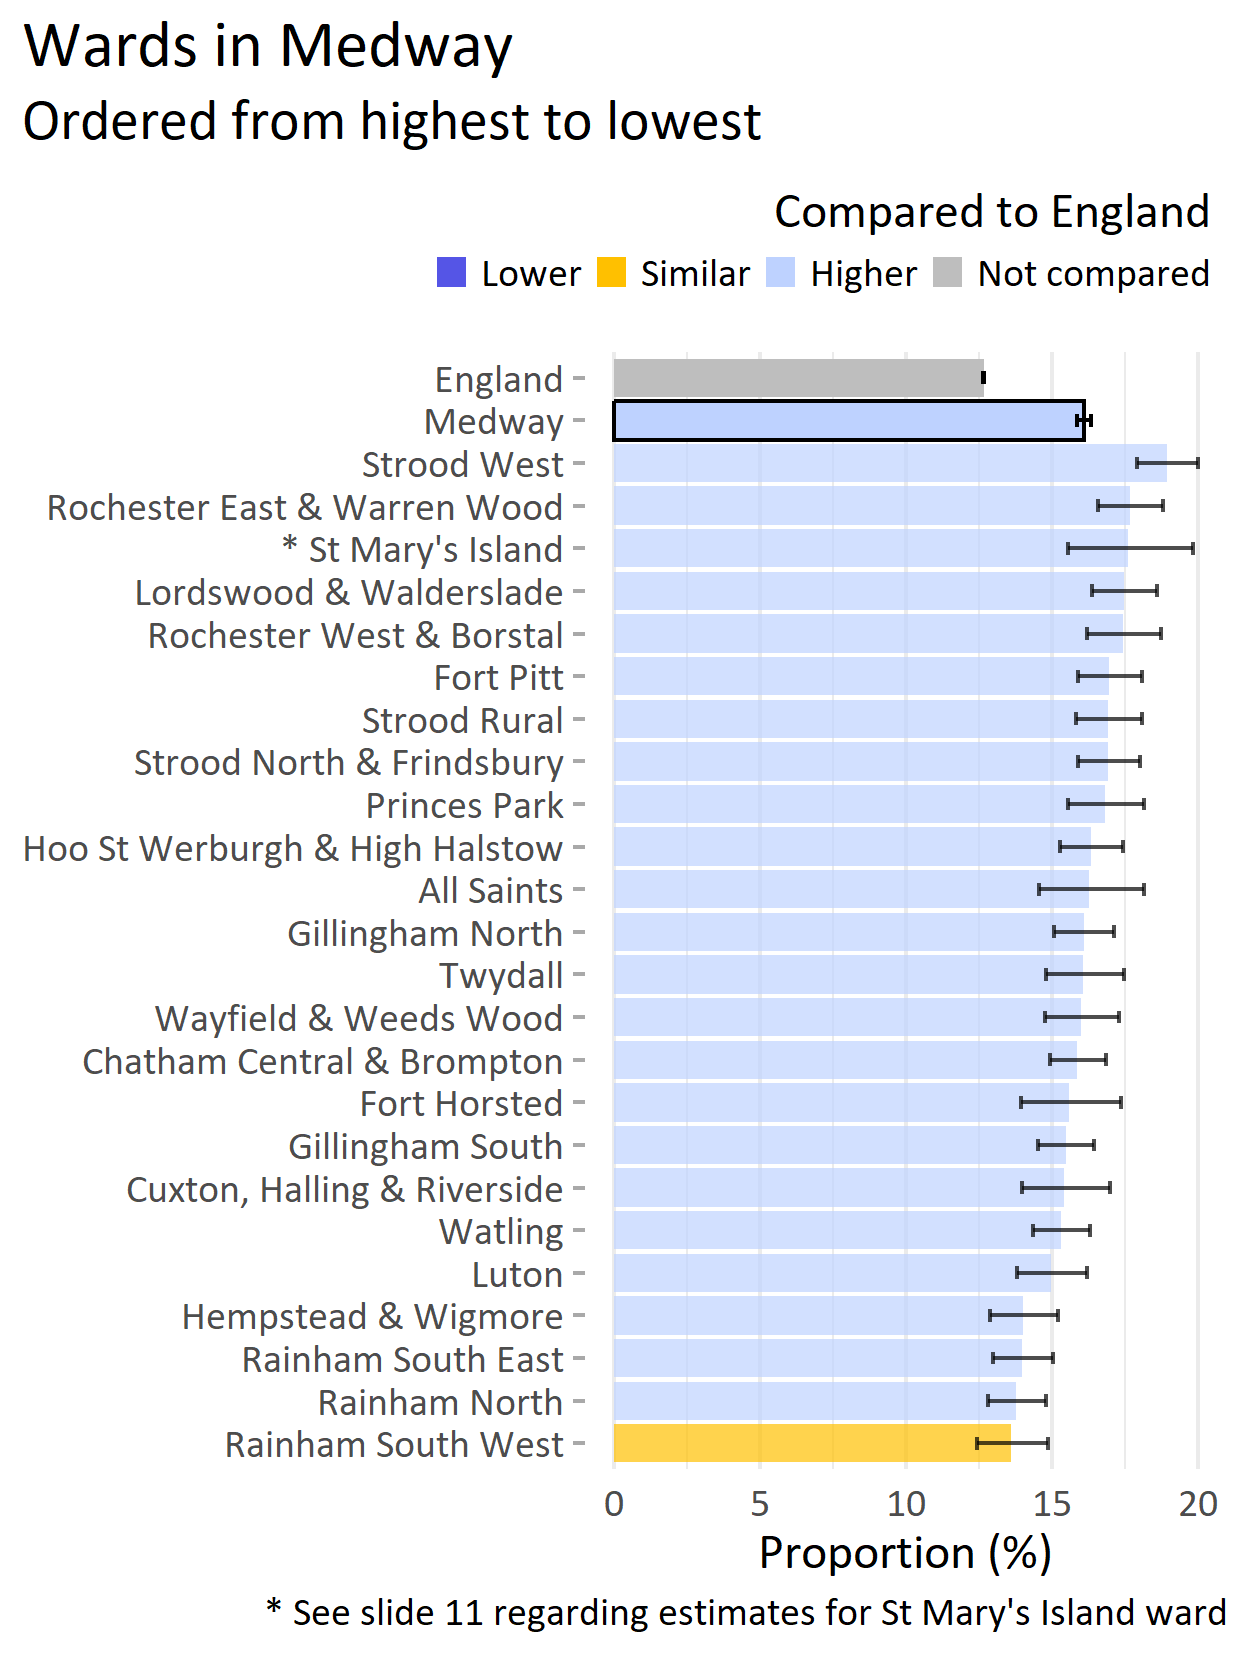 Wards in Medway
Ordered from highest to lowest
Compared to England
Lower Similar Higher Not compared
England
Medway
Strood West
Rochester East & Warren Wood
* St Mary's Island
Lordswood & Walderslade
Rochester West & Borstal
Fort Pitt
Strood Rural
Strood North & Frindsbury
Princes Park
Hoo St Werburgh & High Halstow
All Saints
Gillingham North
Twydall
Wayfield & Weeds Wood
Chatham Central & Brompton
Fort Horsted
Gillingham South
Cuxton, Halling & Riverside
Watling
Luton
Hempstead & Wigmore
Rainham South East
Rainham North
Rainham South West
0 5 10 15 20
Proportion (%)
* See slide 11 regarding estimates for St Mary's Island ward